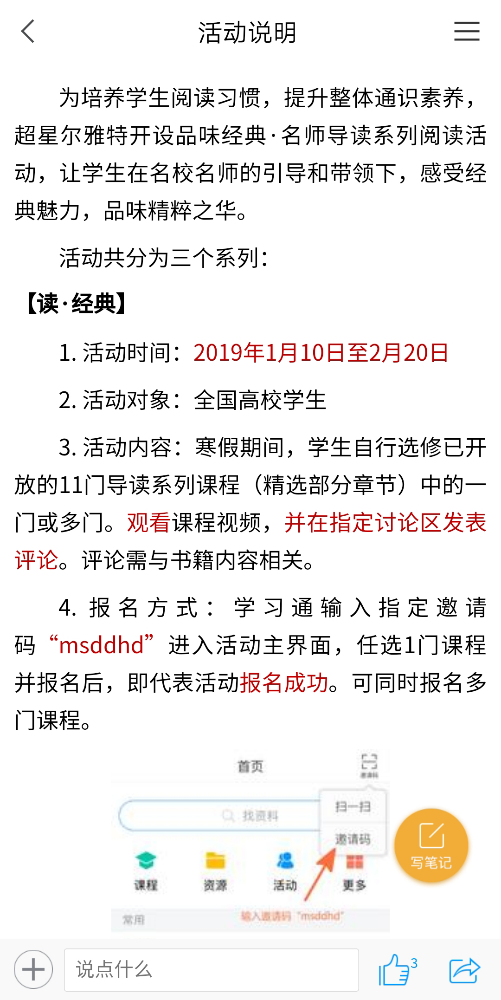 活动说明
为培养学生阅读习惯，提升整体通识素养，
超星尔雅特开设品味经典·名师导读系列阅读活
动，让学生在名校名师的引导和带领下，感受经
典魅力，品味精粹之华。
活动共分为三个系列：
【读·经典】
1. 活动时间：2019年1月10日至2月20日
2. 活动对象：全国高校学生
3. 活动内容：寒假期间，学生自行选修已开
放的11门导读系列课程（精选部分章节）中的一
门或多门。观看课程视频，并在指定讨论区发表
评论。评论需与书籍内容相关。
4. 报名方式：学习通输入指定邀请
码“msddhd”进入活动主界面，任选1门课程
并报名后，即代表活动报名成功。可同时报名多
门课程。
首页
邀请码
扫一扫
找资料
邀请码
课程 资源 活动 更多
常用
输入邀请码“msddhd”
写笔记
说点什么
3